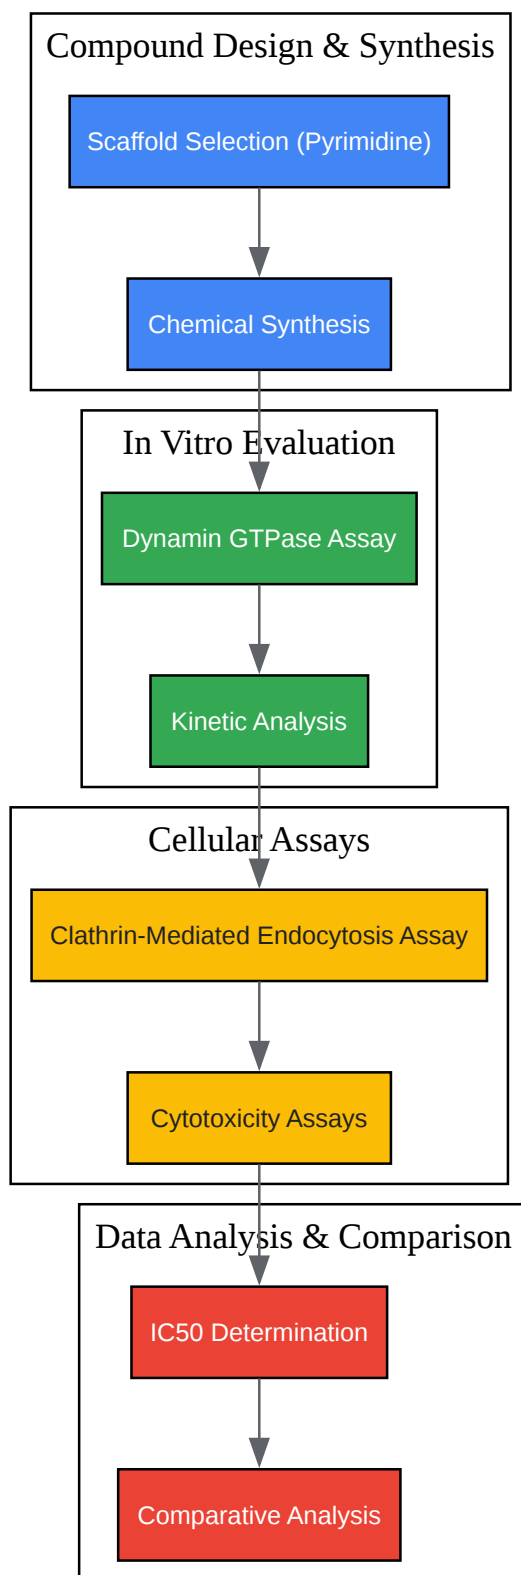 Compound Design & Synthesis
Scaffold Selection (Pyrimidine)
Chemical Synthesis
In Vitro Evaluation
Dynamin GTPase Assay
Kinetic Analysis
Cellular Assays
Clathrin-Mediated Endocytosis Assay
Cytotoxicity Assays
Data Analysis & Comparison
IC50 Determination
Comparative Analysis